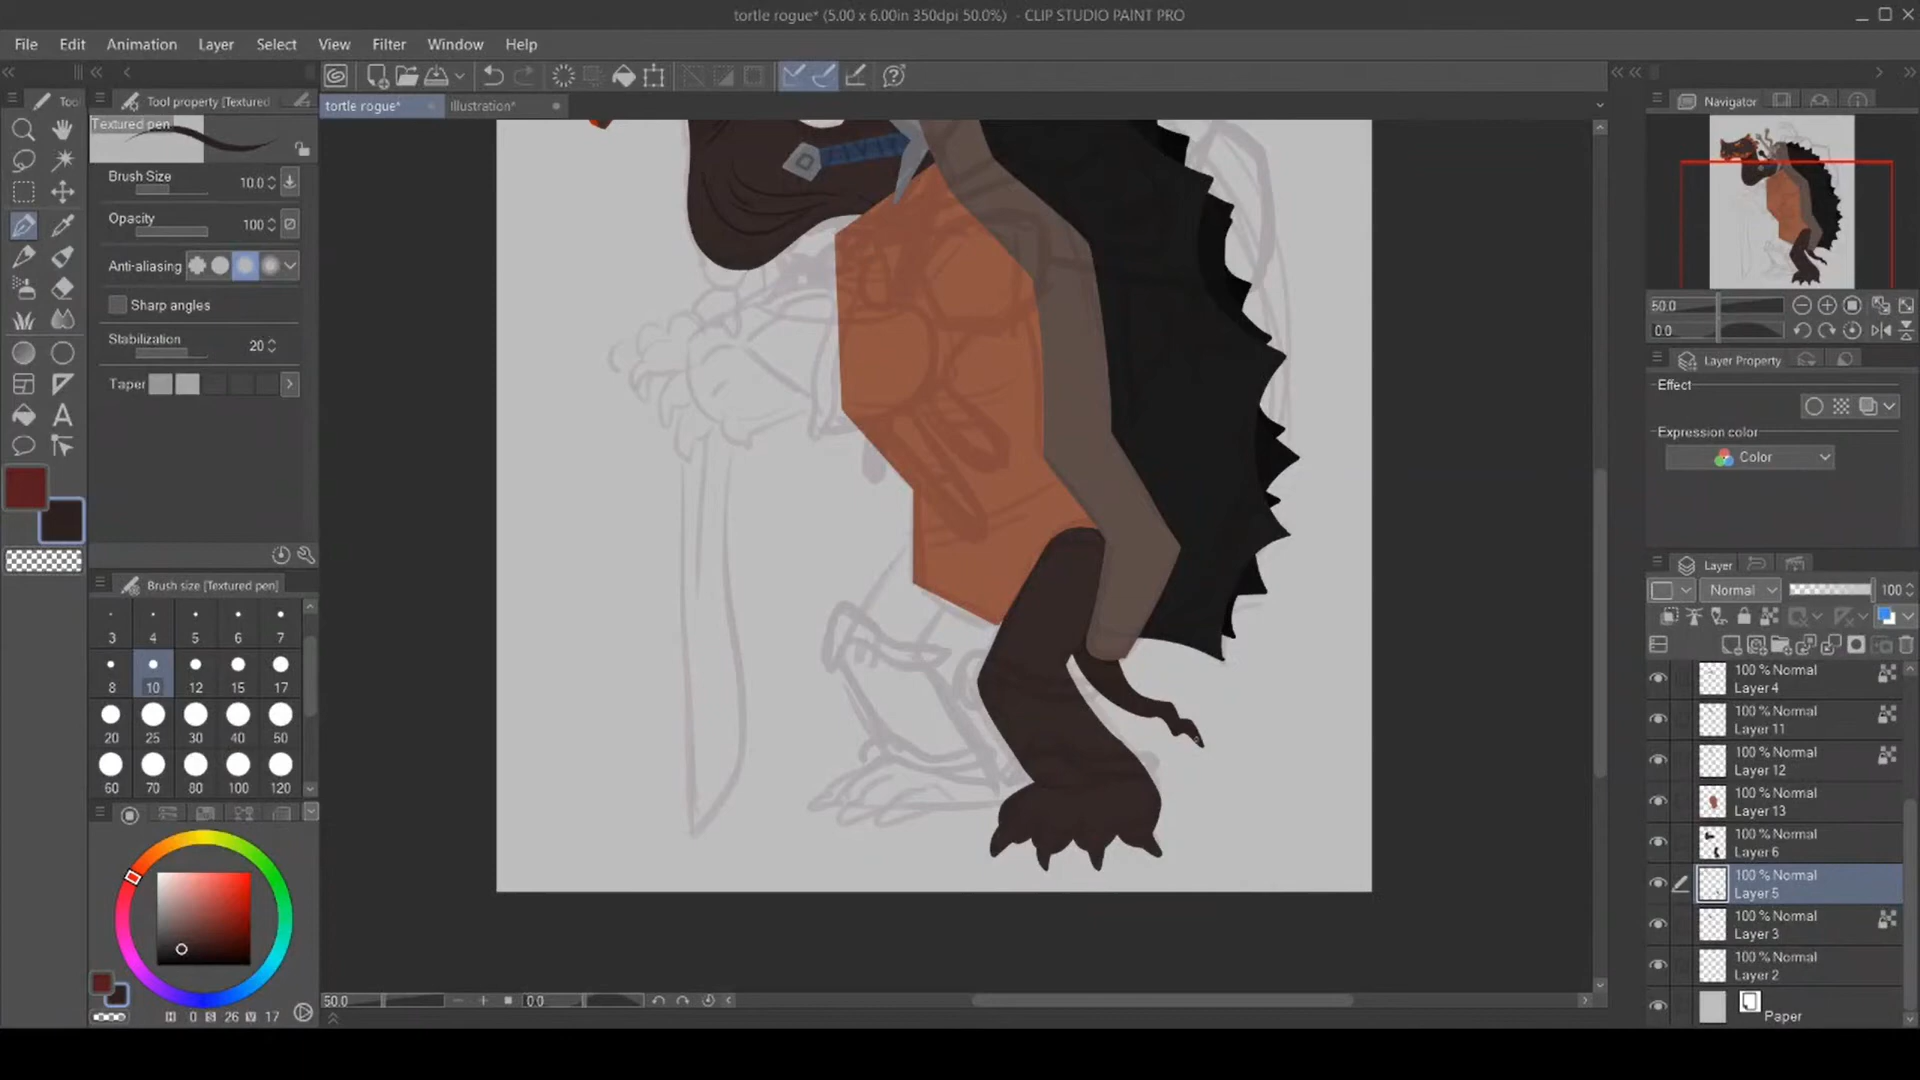 tortle rogue* (5.00 x 6.00in 350dpi 50.0%) - CLIP STUDIO PAINT PRO
File Edit Animation Layer Select View Filter Window Help
Tool property [Textured
tortle rogue*
Illustration*
Textured pen
Brush Size 10.0
Opacity 100
Anti-aliasing
Sharp angles
Stabilization 20
Taper
Brush size [Textured pen]
3 4 5 6 7
8 10 12 15 17
20 25 30 40 50
60 70 80 100 120
H 0 S 26 V 17
50.0 0.0
Navigator
50.0
0.0
Layer Property
Effect
Expression color
Color
Layer
Normal 100
100 % Normal
Layer 4
100 % Normal
Layer 11
100 % Normal
Layer 12
100 % Normal
Layer 13
100 % Normal
Layer 6
100 % Normal
Layer 5
100 % Normal
Layer 3
100 % Normal
Layer 2
Paper